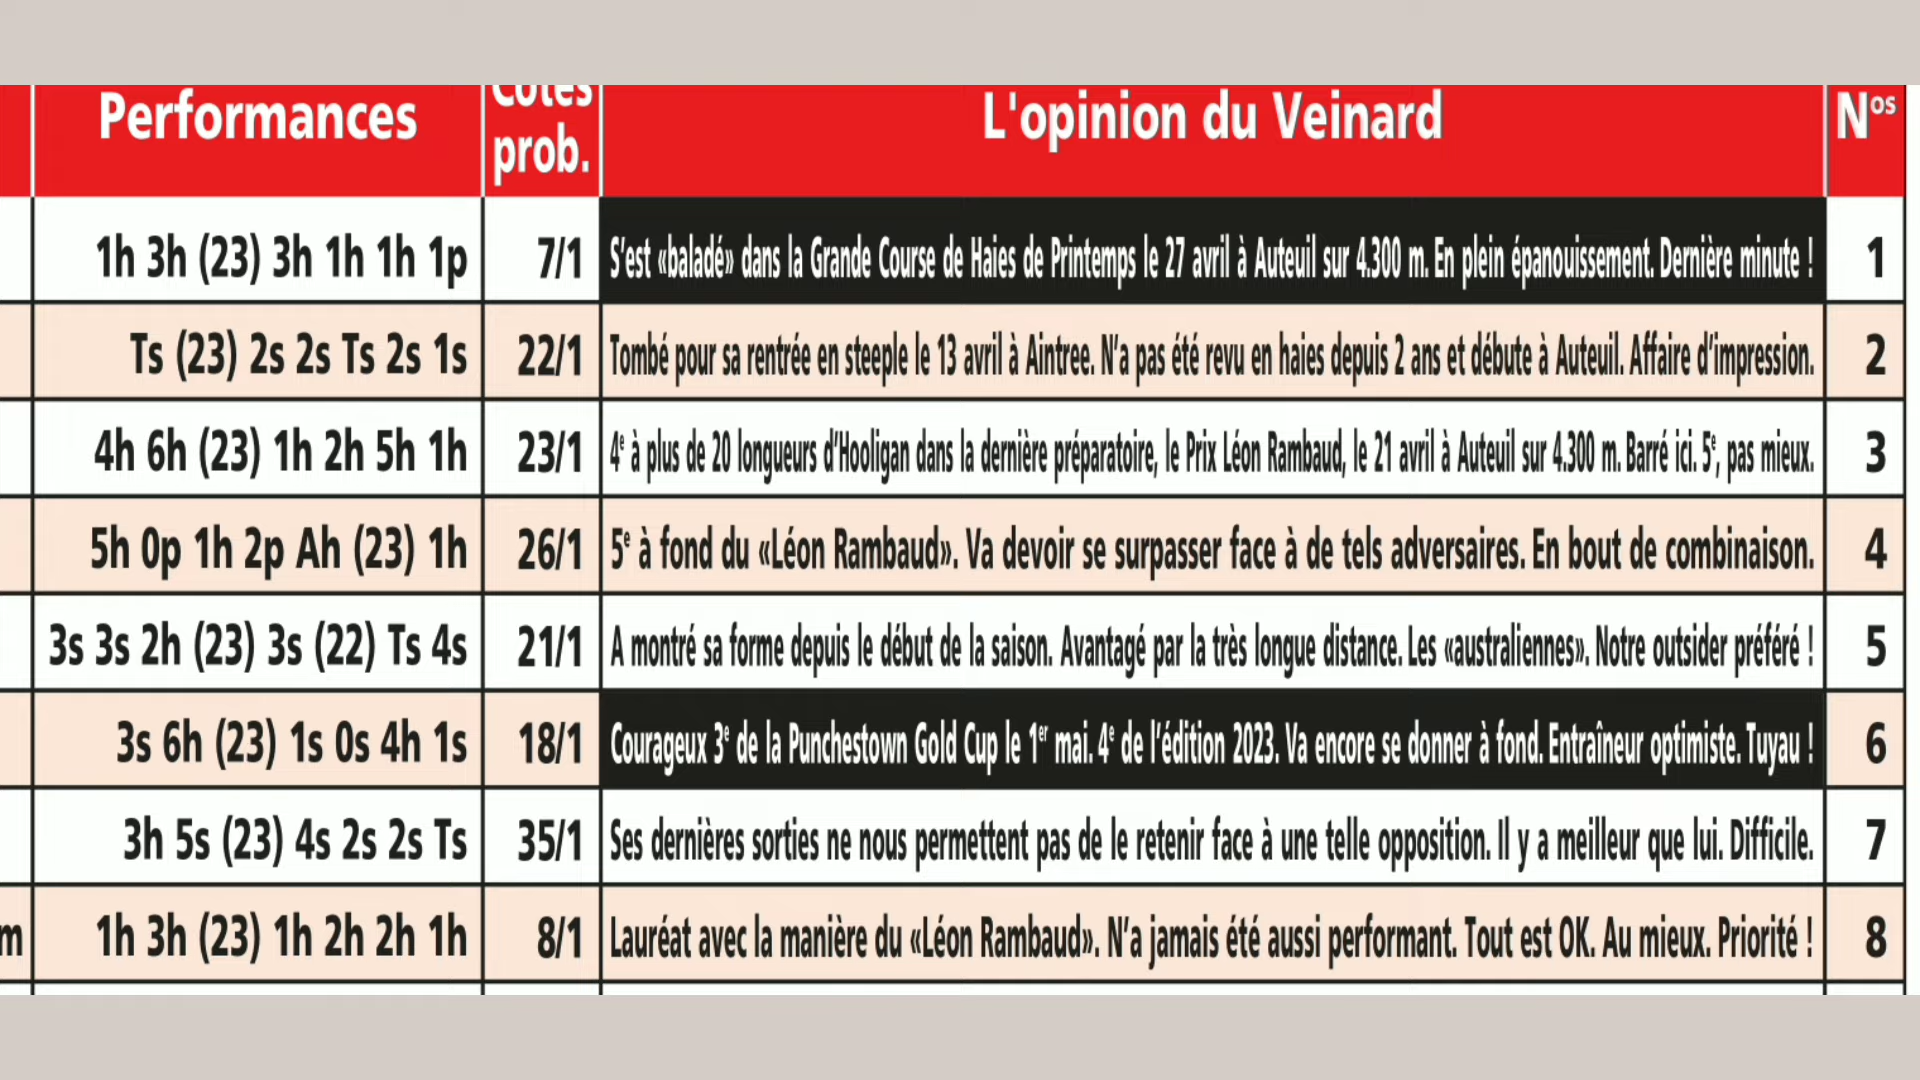 Performances Cotes prob. L'opinion du Veinard Nos
1h 3h (23) 3h 1h 1h 1p 7/1 S'est «baladé» dans la Grande Course de Haies de Printemps le 27 avril à Auteuil sur 4.300 m. En plein épanouissement. Dernière minute ! 1
Ts (23) 2s 2s Ts 2s 1s 22/1 Tombé pour sa rentrée en steeple le 13 avril à Aintree. N'a pas été revu en haies depuis 2 ans et débute à Auteuil. Affaire d'impression. 2
4h 6h (23) 1h 2h 5h 1h 23/1 4e à plus de 20 longueurs d'Hooligan dans la dernière préparatoire, le Prix Léon Rambaud, le 21 avril à Auteuil sur 4.300 m. Barré ici. 5e, pas mieux. 3
5h 0p 1h 2p Ah (23) 1h 26/1 5e à fond du «Léon Rambaud». Va devoir se surpasser face à de tels adversaires. En bout de combinaison. 4
3s 3s 2h (23) 3s (22) Ts 4s 21/1 A montré sa forme depuis le début de la saison. Avantagé par la très longue distance. Les «australiennes». Notre outsider préféré ! 5
3s 6h (23) 1s 0s 4h 1s 18/1 Courageux 3e de la Punchestown Gold Cup le 1er mai. 4e de l'édition 2023. Va encore se donner à fond. Entraîneur optimiste. Tuyau ! 6
3h 5s (23) 4s 2s 2s Ts 35/1 Ses dernières sorties ne nous permettent pas de le retenir face à une telle opposition. Il y a meilleur que lui. Difficile. 7
m 1h 3h (23) 1h 2h 2h 1h 8/1 Lauréat avec la manière du «Léon Rambaud». N'a jamais été aussi performant. Tout est OK. Au mieux. Priorité ! 8